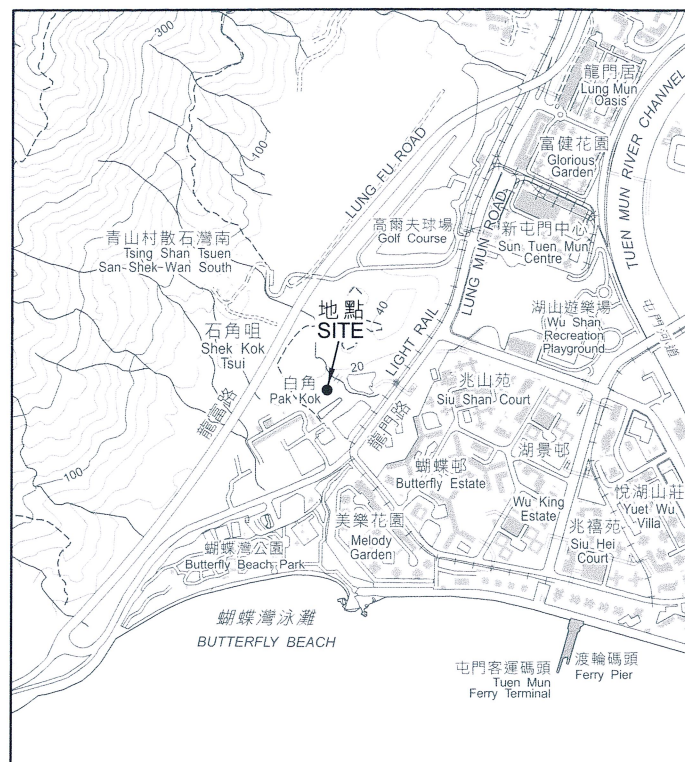 300
100
龍門居
Lung Mun
Oasis
富健花園
Glorious
Garden
TUEN MUN RIVER CHANNEL
屯門河道
LUNG FU ROAD
龍富路
高爾夫球場
Golf Course
LUNG MUN ROAD
龍門路
新屯門中心
Sun Tuen Mun
Centre
青山村散石灣南
Tsing Shan Tsuen
San Shek Wan South
地點
SITE
40
20
LIGHT RAIL
石角咀
Shek Kok
Tsui
白角
Pak Kok
湖山遊樂場
Wu Shan
Recreation
Playground
兆山苑
Siu Shan Court
蝴蝶邨
Butterfly Estate
湖景邨
Wu King
Estate
悅湖山莊
Yuet Wu
Villa
兆禧苑
Siu Hei
Court
美樂花園
Melody
Garden
100
蝴蝶灣公園
Butterfly Beach Park
蝴蝶灣泳灘
BUTTERFLY BEACH
屯門客運碼頭
Tuen Mun
Ferry Terminal
渡輪碼頭
Ferry Pier